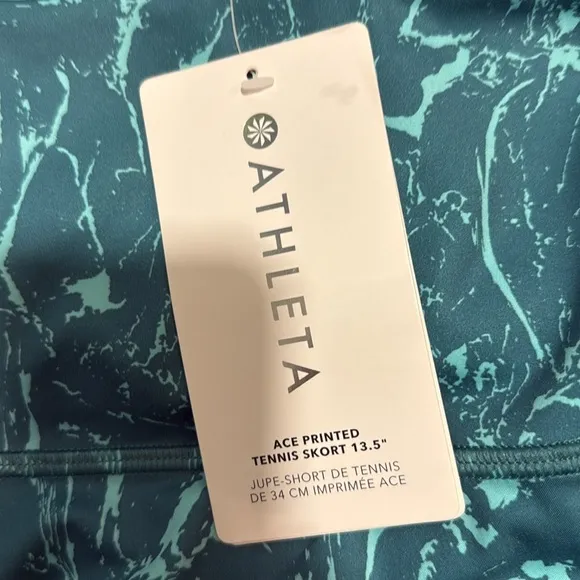 ATHLETA
ACE PRINTED
TENNIS SKORT 13.5"
JUPE-SHORT DE TENNIS
DE 34 CM IMPRIMÉE ACE